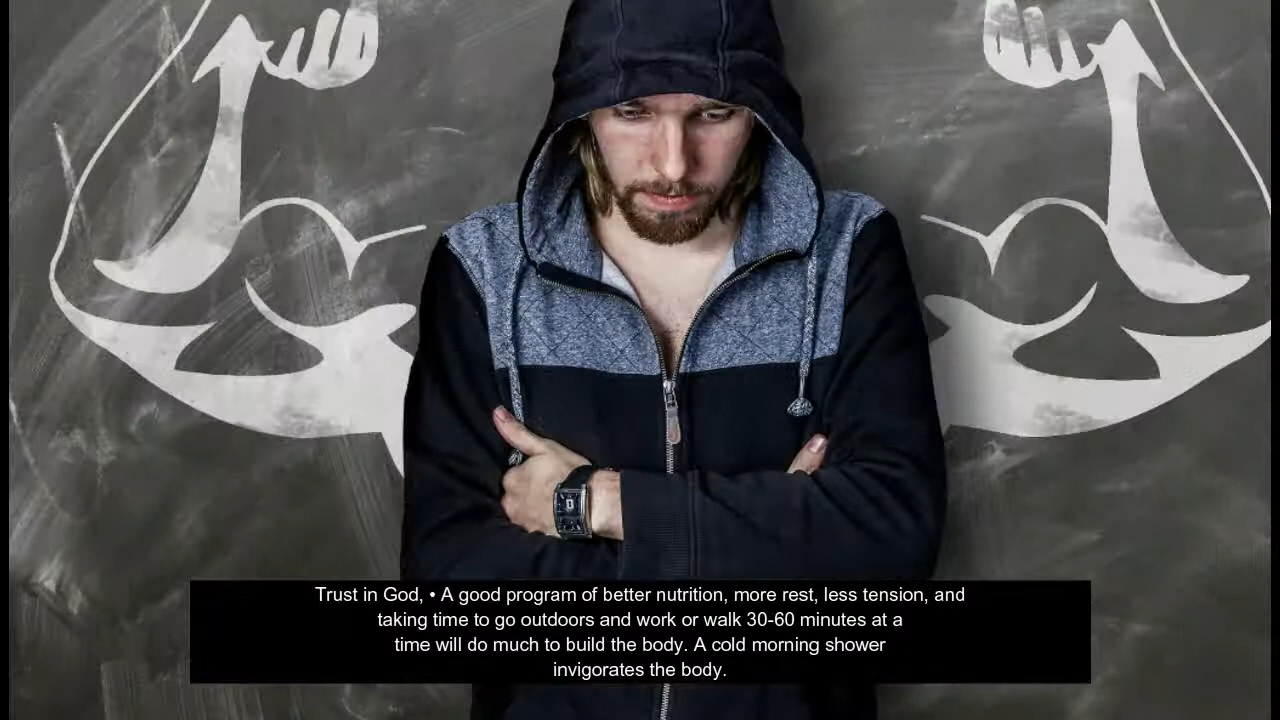 Trust in God, • A good program of better nutrition, more rest, less tension, and
taking time to go outdoors and work or walk 30-60 minutes at a
time will do much to build the body. A cold morning shower
invigorates the body.